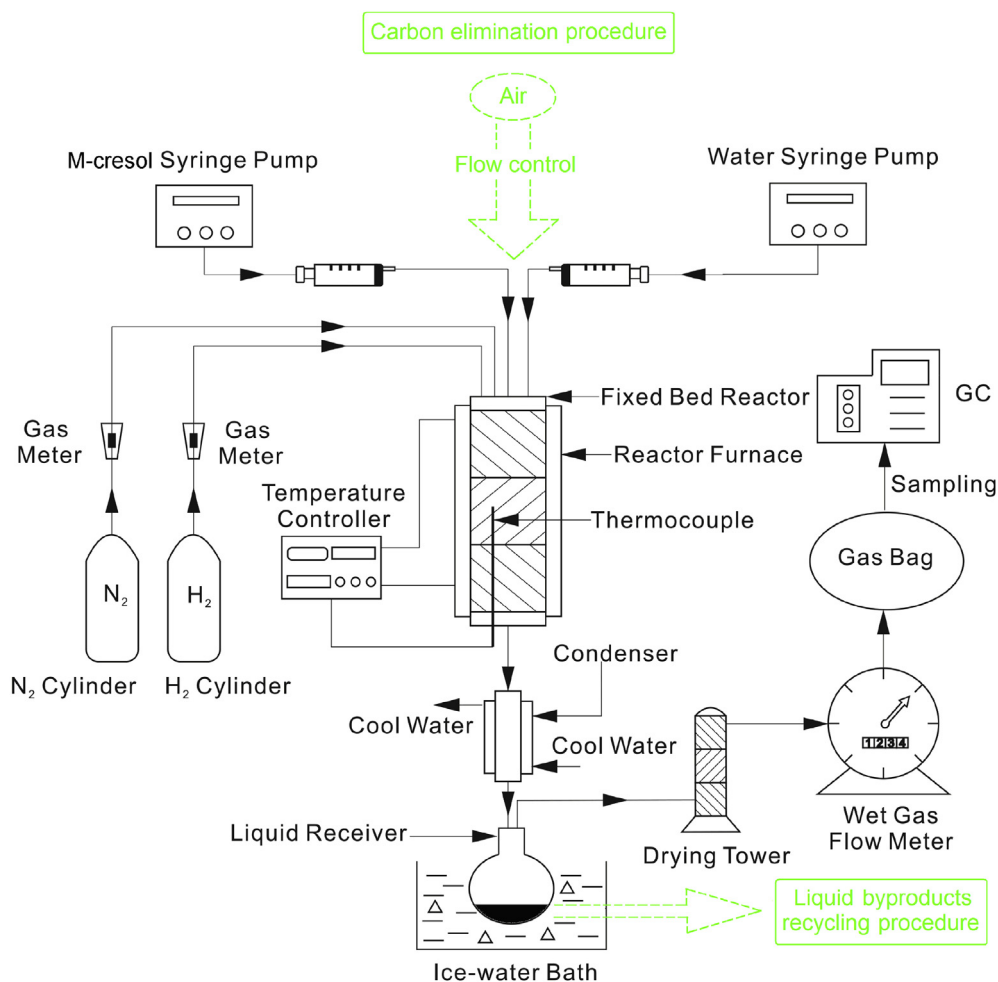 Carbon elimination procedure
Air
Flow control
M-cresol Syringe Pump
Water Syringe Pump
Fixed Bed Reactor
GC
Gas
Meter
Gas
Meter
Reactor Furnace
Sampling
Temperature
Controller
Thermocouple
Gas Bag
N₂
H₂
N₂ Cylinder
H₂ Cylinder
Condenser
Cool Water
Cool Water
1234
Wet Gas
Flow Meter
Liquid Receiver
Drying Tower
Liquid byproducts
recycling procedure
Ice-water Bath